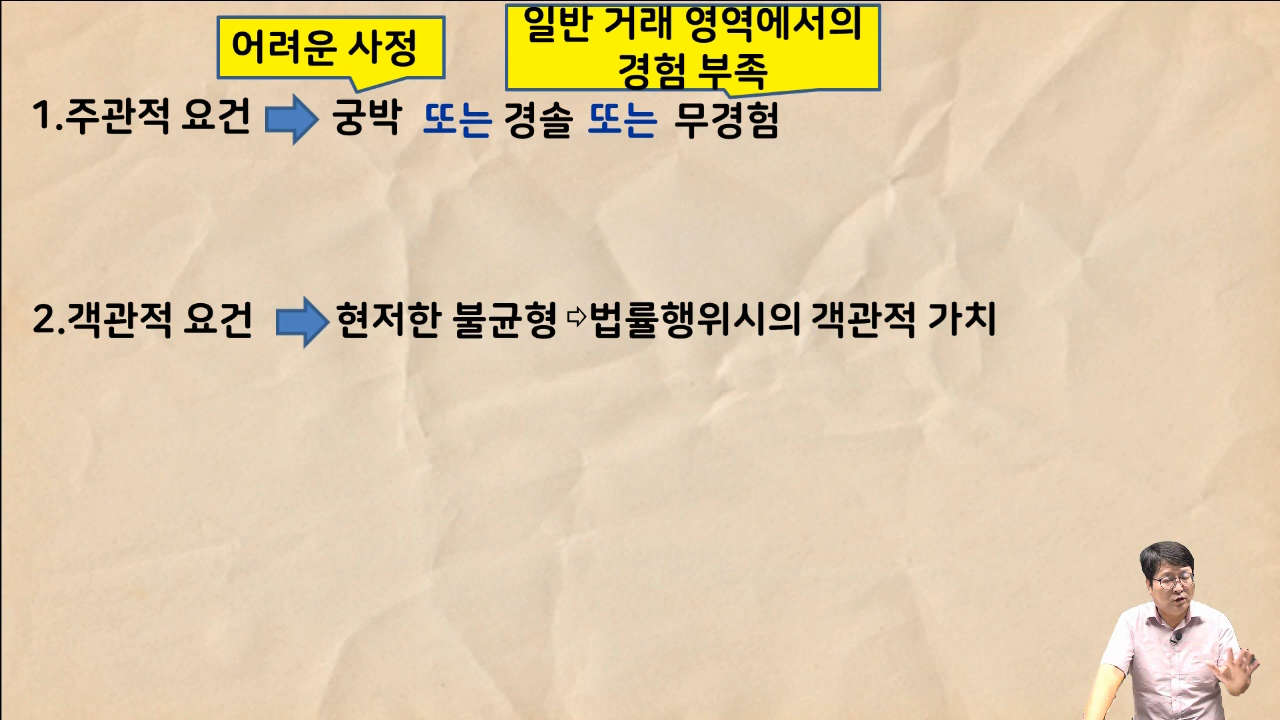 어려운 사정
일반 거래 영역에서의
경험 부족
1.주관적 요건 궁박 또는 경솔 또는 무경험
2.객관적 요건 현저한 불균형 ⇨법률행위시의 객관적 가치